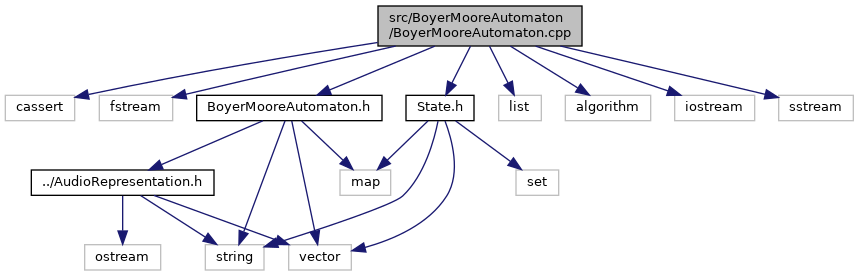 src/BoyerMooreAutomaton
/BoyerMooreAutomaton.cpp
cassert
fstream
BoyerMooreAutomaton.h
State.h
list
algorithm
iostream
sstream
../AudioRepresentation.h
map
set
ostream
string
vector